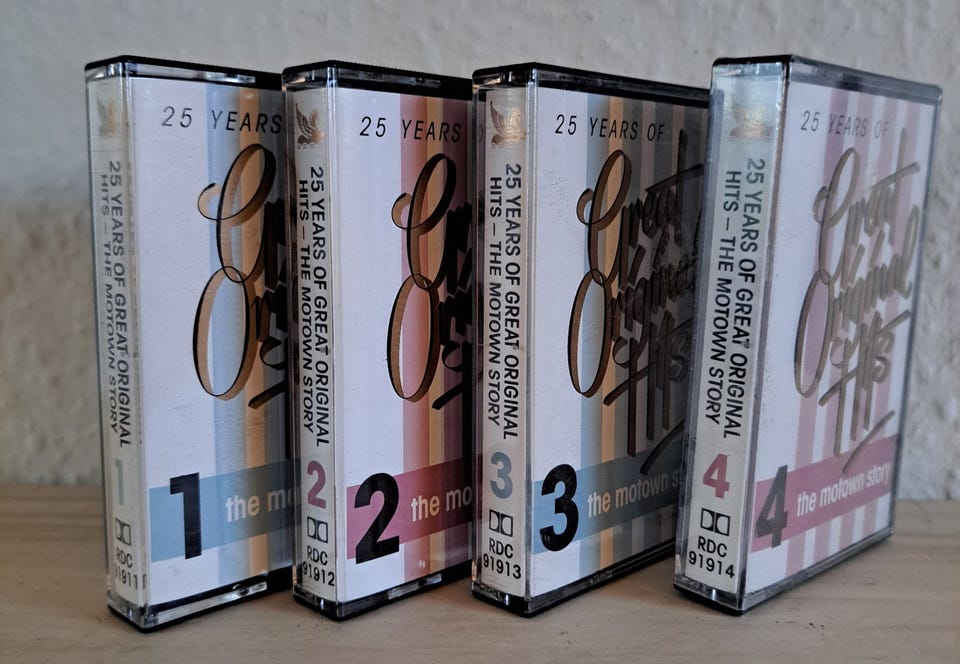 25 YEARS OF GREAT ORIGINAL
HITS – THE MOTOWN STORY
1
RDC
91911
25 YEARS
1
the mo
25 YEARS OF GREAT ORIGINAL
HITS – THE MOTOWN STORY
2
RDC
91912
25 YEARS
2
the mo
25 YEARS OF GREAT ORIGINAL
HITS – THE MOTOWN STORY
3
RDC
91913
25 YEARS OF
Great
Original
Hits
3
the motown s
25 YEARS OF GREAT ORIGINAL
HITS – THE MOTOWN STORY
4
RDC
91914
25 YEARS OF
Great
Original
Hits
4
the motown story